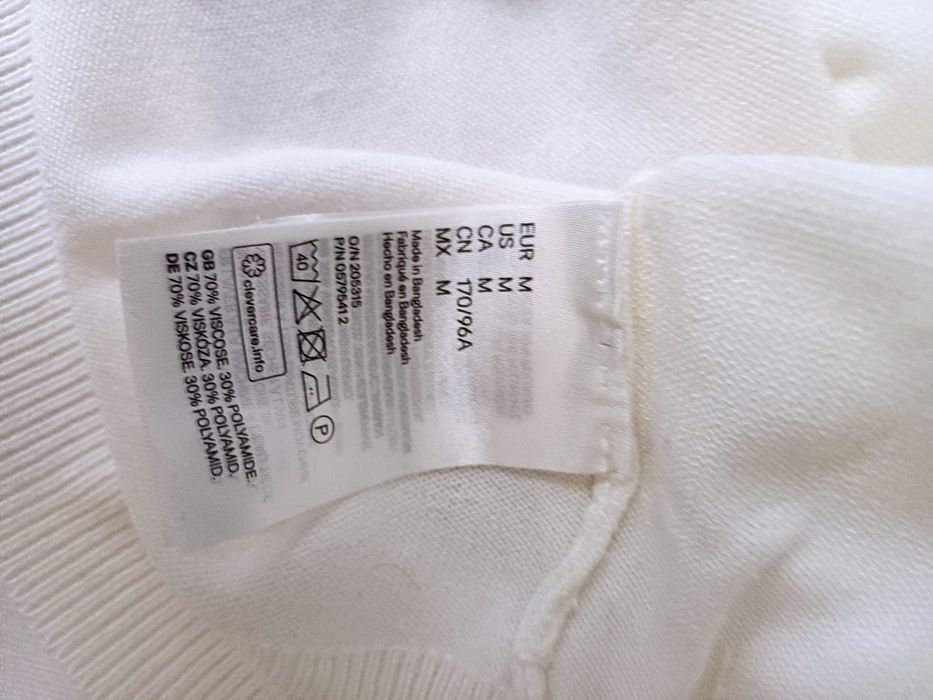 EUR M
US M
CA M
CN 170/96A
MX M
Made in Bangladesh
Fabriqué en Bangladesh
Hecho en Bangladesh
O/N 205315
P/N 05795412
40
P
clevercare.info
GB 70% VISCOSE. 30% POLYAMIDE.
CZ 70% VISKÓZA. 30% POLYAMID.
DE 70% VISKOSE. 30% POLYAMID.